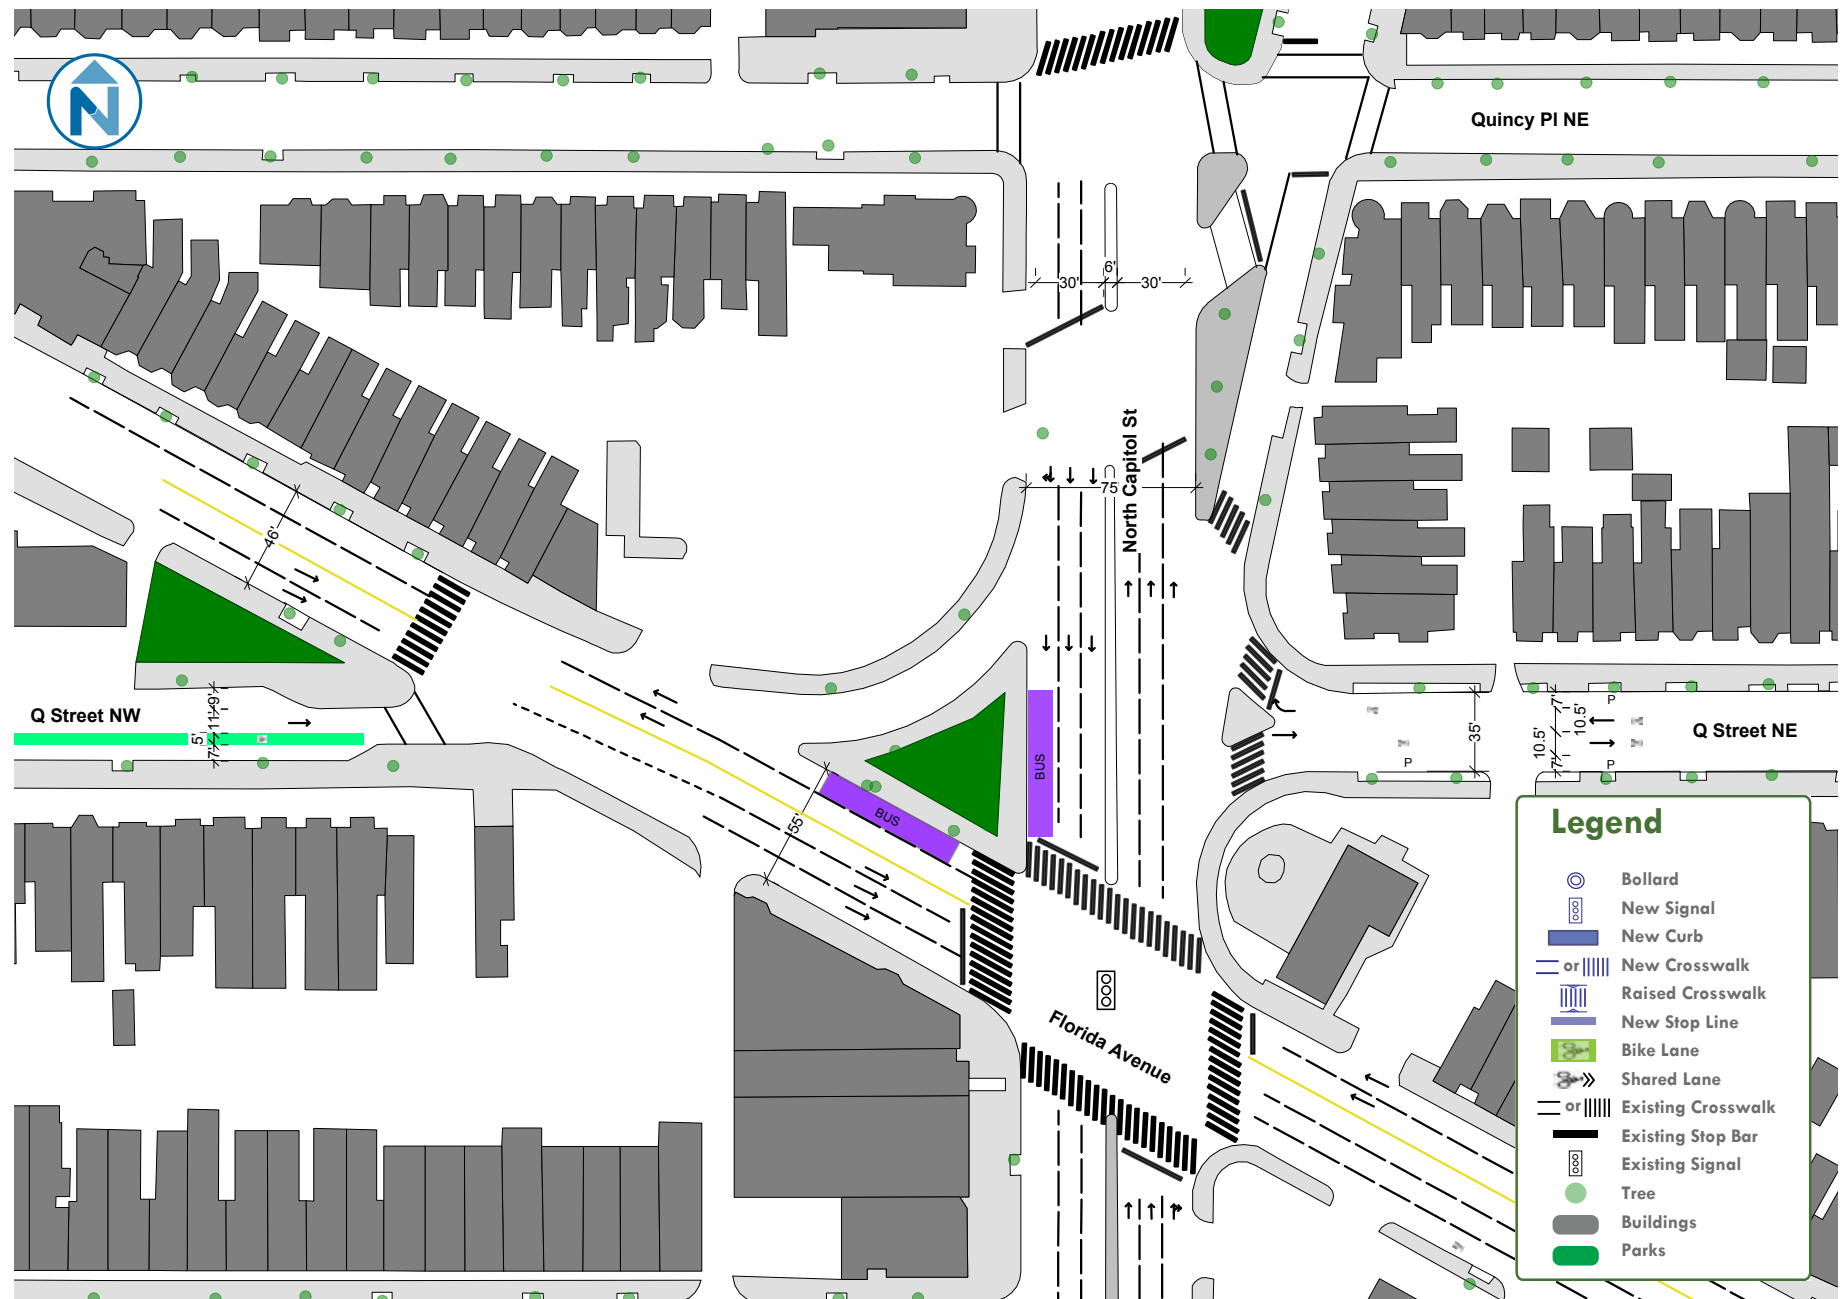 N
Quincy Pl NE
30'
6'
30'
North Capitol St
75
46'
Q Street NW
9'
11'
5'
7'
BUS
BUS
55'
35'
7'
10.5'
10.5'
7'
P
P
P
Q Street NE
Florida Avenue
Legend
Bollard
New Signal
New Curb
or New Crosswalk
Raised Crosswalk
New Stop Line
Bike Lane
Shared Lane
or Existing Crosswalk
Existing Stop Bar
Existing Signal
Tree
Buildings
Parks